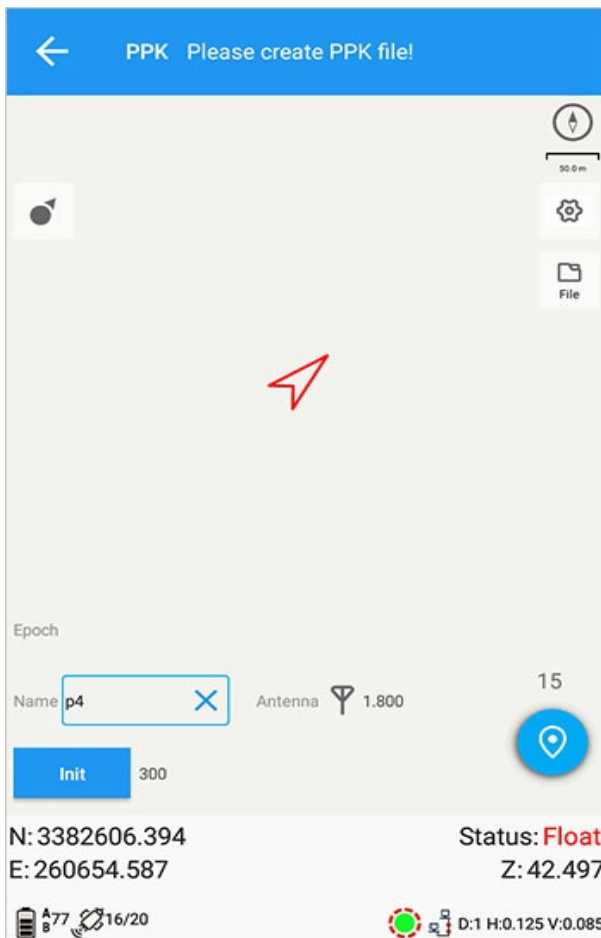 PPK Please create PPK file!
50.0 m
File
Epoch
15
Name p4 Antenna 1.800
Init 300
N: 3382606.394 Status: Float
E: 260654.587 Z: 42.497
A B 77 16/20 D:1 H:0.125 V:0.085